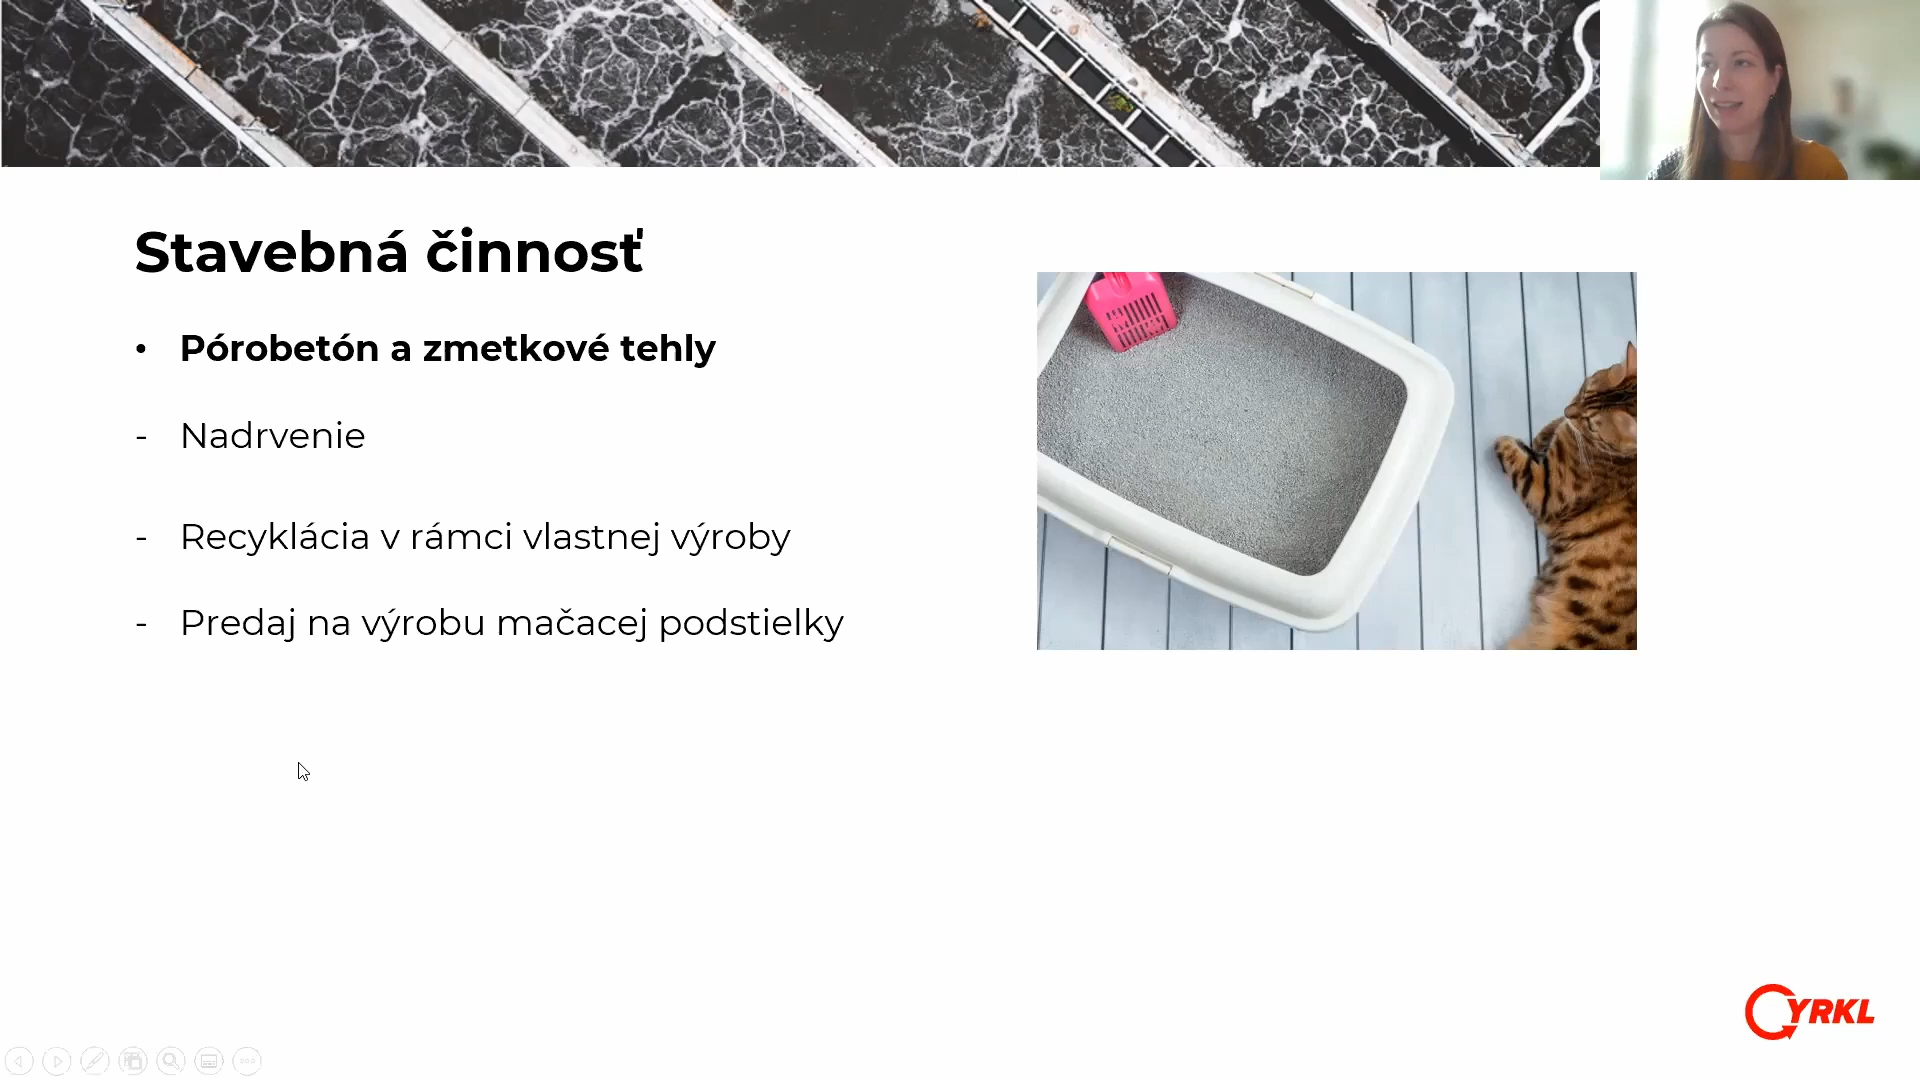 Stavebná činnosť
• Pórobetón a zmetkové tehly
- Nadrvenie
- Recyklácia v rámci vlastnej výroby
- Predaj na výrobu mačacej podstielky
CYRKL